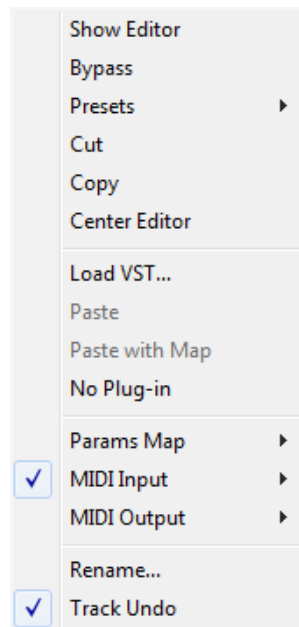 Show Editor
Bypass
Presets
Cut
Copy
Center Editor
Load VST...
Paste
Paste with Map
No Plug-in
Params Map
MIDI Input
MIDI Output
Rename...
Track Undo